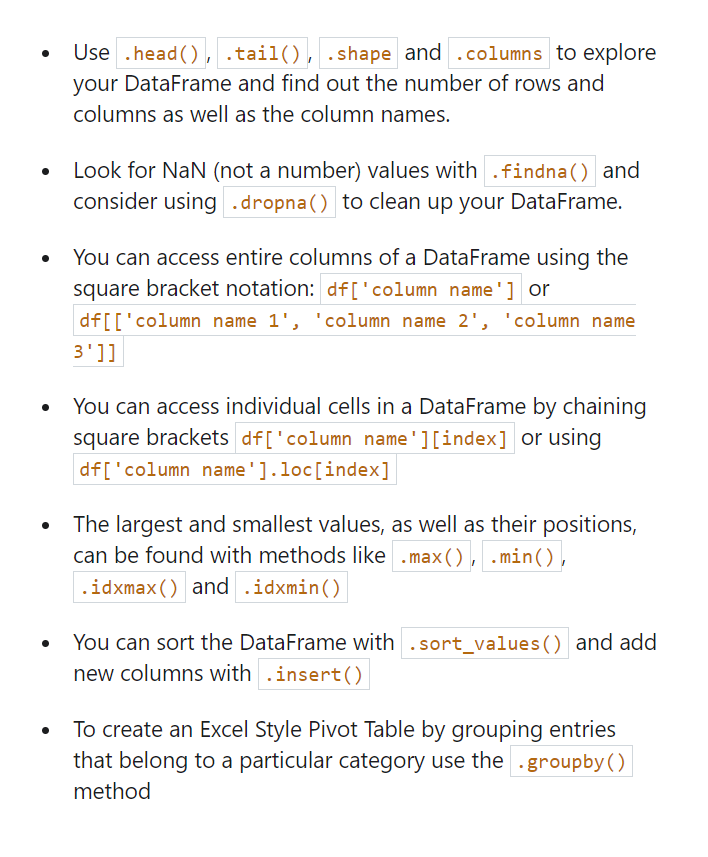 Use .head(), .tail(), .shape and .columns to explore
your DataFrame and find out the number of rows and
columns as well as the column names.
Look for NaN (not a number) values with .findna() and
consider using .dropna() to clean up your DataFrame.
You can access entire columns of a DataFrame using the
square bracket notation: df['column name'] or
df[['column name 1', 'column name 2', 'column name
3']]
You can access individual cells in a DataFrame by chaining
square brackets df['column name'][index] or using
df['column name'].loc[index]
The largest and smallest values, as well as their positions,
can be found with methods like .max(), .min(),
.idxmax() and .idxmin()
You can sort the DataFrame with .sort_values() and add
new columns with .insert()
To create an Excel Style Pivot Table by grouping entries
that belong to a particular category use the .groupby()
method